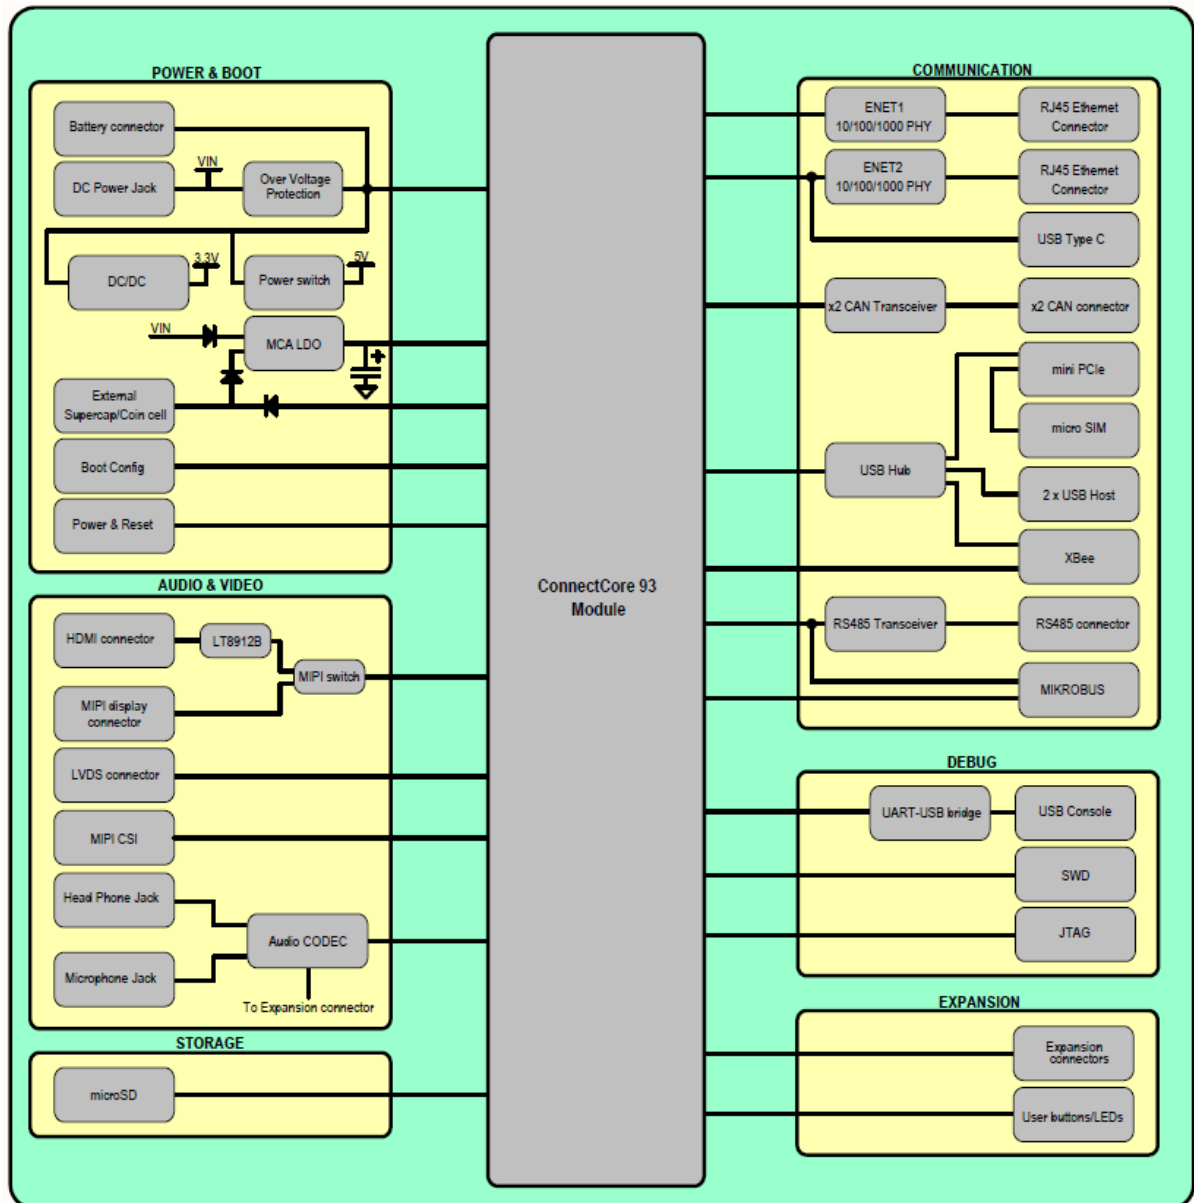 POWER & BOOT
Battery connector
VIN
DC Power Jack
Over Voltage
Protection
3.3V
5V
DC/DC
Power switch
VIN
MCA LDO
+
External
Supercap/Coin cell
Boot Config
Power & Reset
AUDIO & VIDEO
HDMI connector
LT8912B
MIPI switch
MIPI display
connector
LVDS connector
MIPI CSI
Head Phone Jack
Audio CODEC
Microphone Jack
To Expansion connector
STORAGE
microSD
ConnectCore 93
Module
COMMUNICATION
ENET1
10/100/1000 PHY
RJ45 Ethernet
Connector
ENET2
10/100/1000 PHY
RJ45 Ethernet
Connector
USB Type C
x2 CAN Transceiver
x2 CAN connector
mini PCIe
micro SIM
USB Hub
2 x USB Host
XBee
RS485 Transceiver
RS485 connector
MIKROBUS
DEBUG
UART-USB bridge
USB Console
SWD
JTAG
EXPANSION
Expansion
connectors
User buttons/LEDs